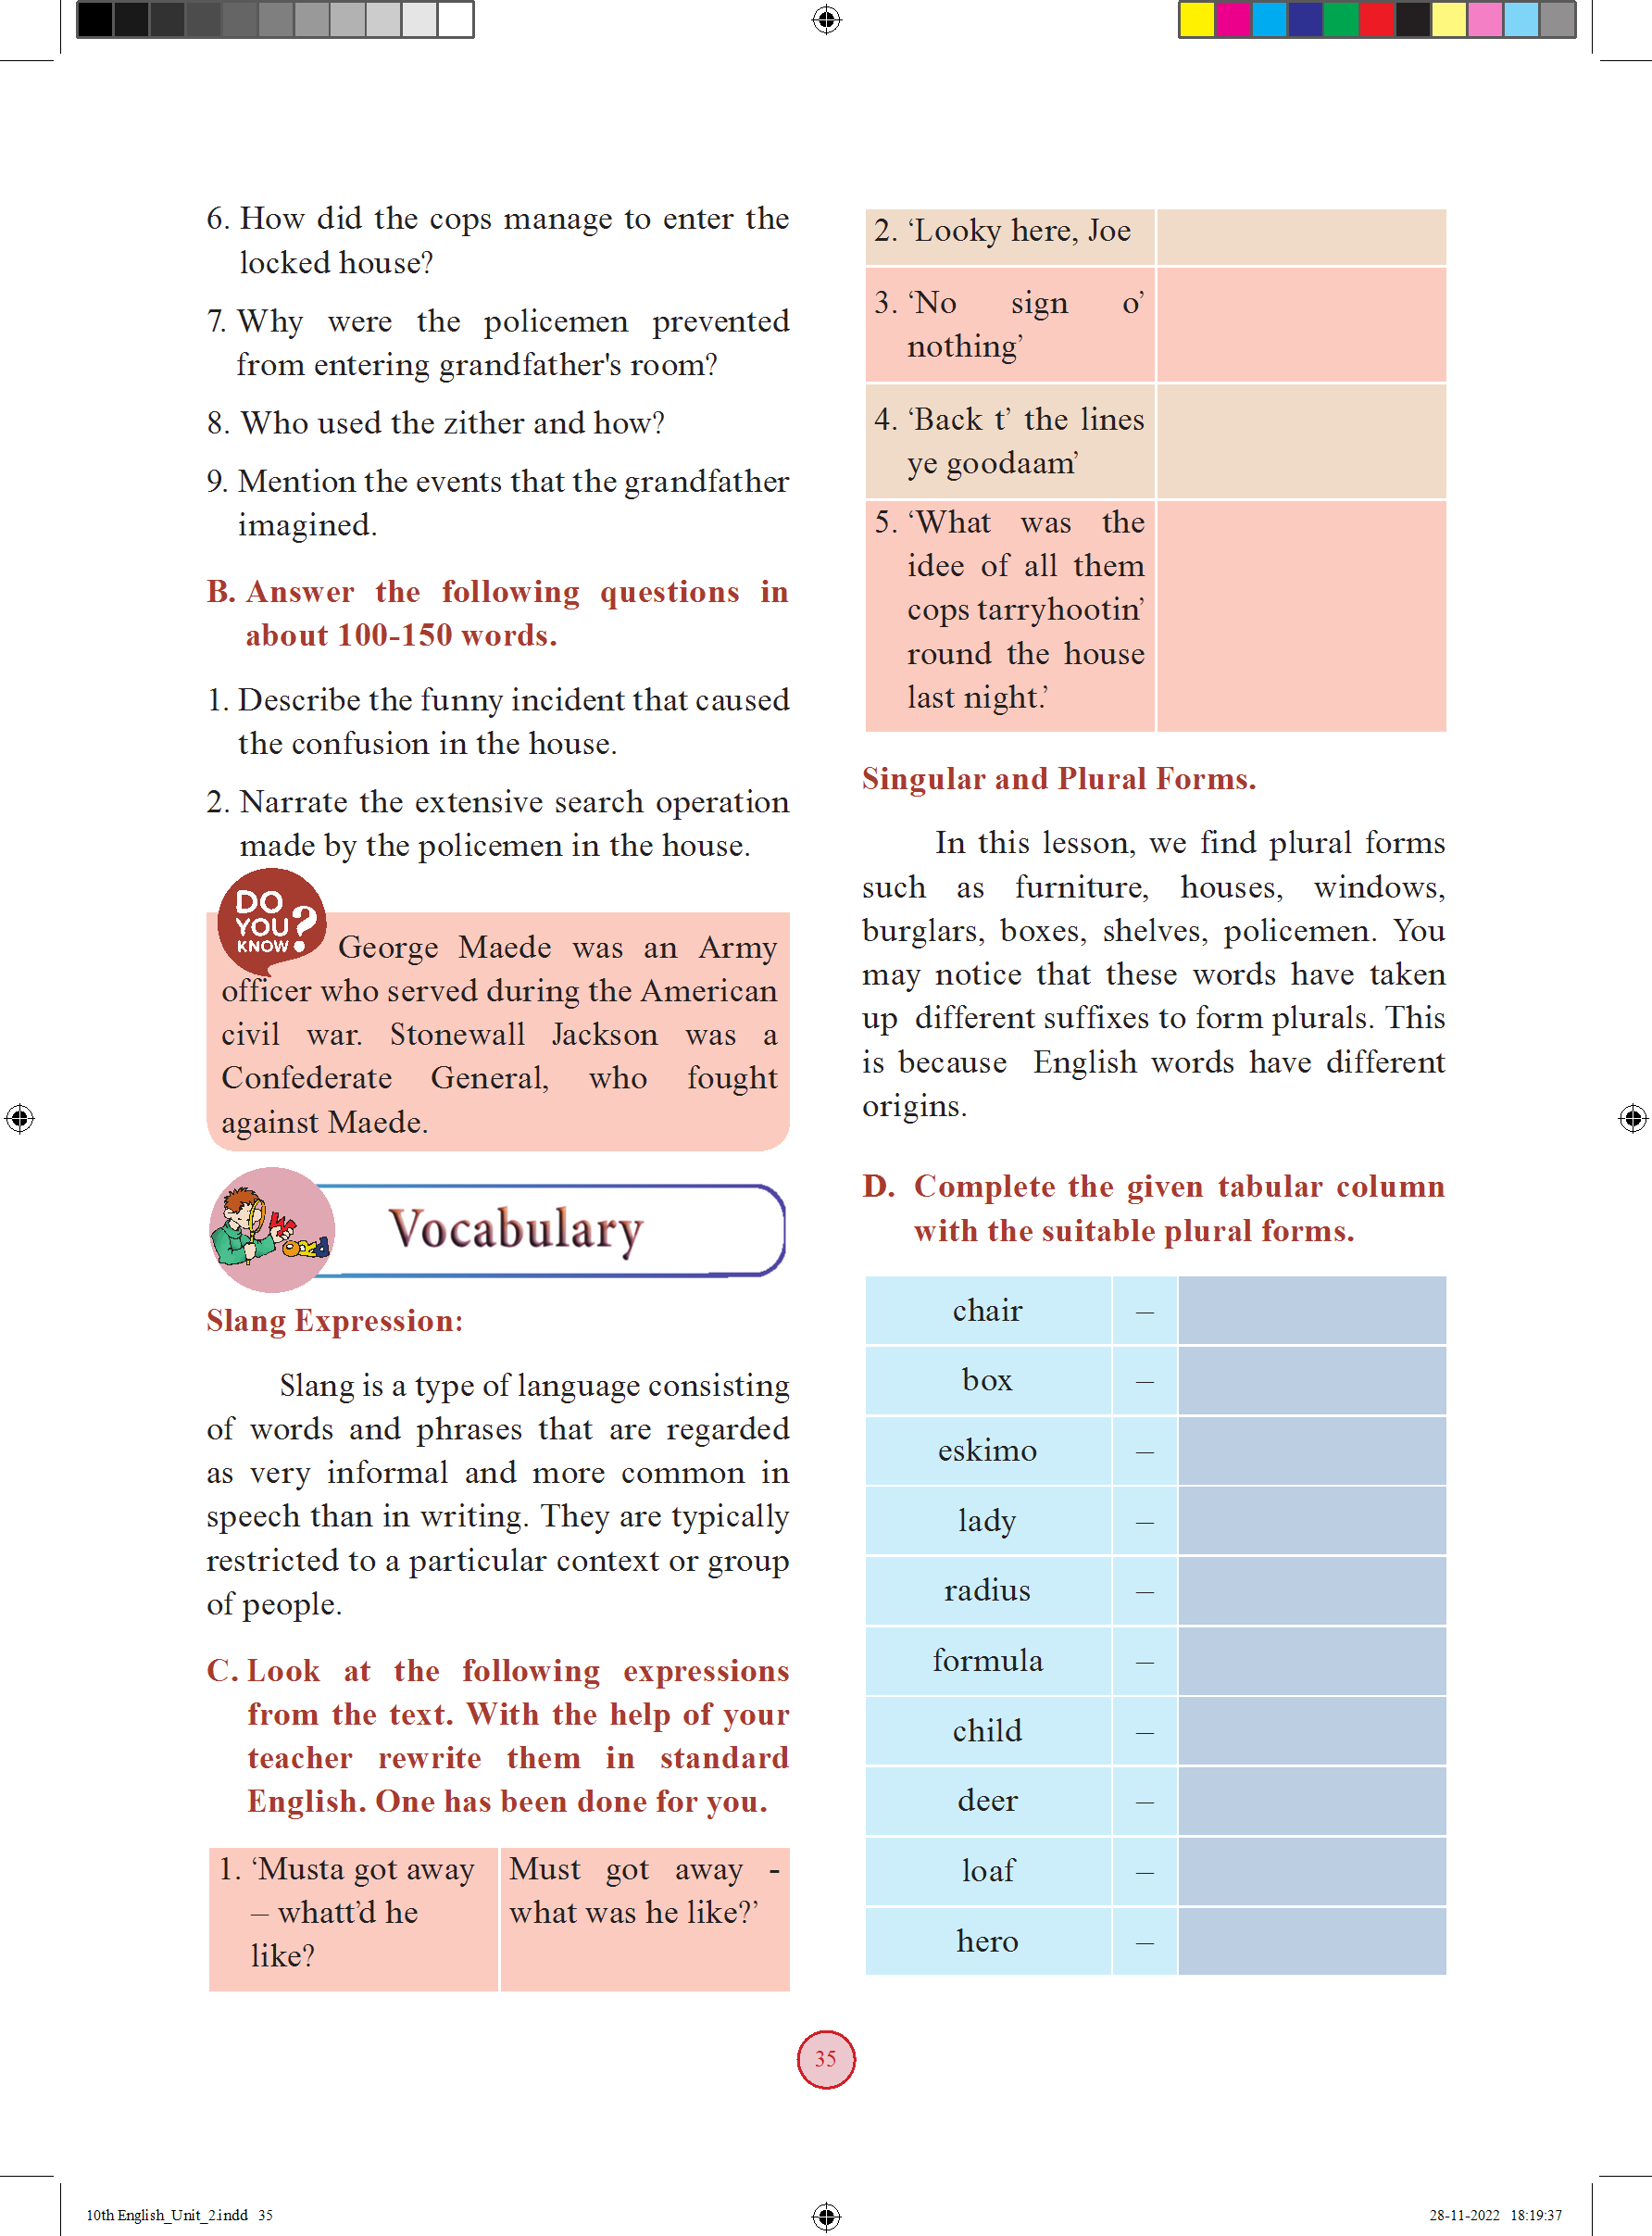 6. How did the cops manage to enter the
locked house?
7. Why were the policemen prevented
from entering grandfather's room?
8. Who used the zither and how?
9. Mention the events that the grandfather
imagined.
B. Answer the following questions in
about 100-150 words.
1. Describe the funny incident that caused
the confusion in the house.
2. Narrate the extensive search operation
made by the policemen in the house.
DO
YOU ?
KNOW
George Maede was an Army
officer who served during the American
civil war. Stonewall Jackson was a
Confederate General, who fought
against Maede.
WORD
Vocabulary
Slang Expression:
Slang is a type of language consisting
of words and phrases that are regarded
as very informal and more common in
speech than in writing. They are typically
restricted to a particular context or group
of people.
C. Look at the following expressions
from the text. With the help of your
teacher rewrite them in standard
English. One has been done for you.
1. ‘Musta got away
– whatt’d he
like?
Must got away -
what was he like?’
2. ‘Looky here, Joe
3. ‘No sign o’
nothing’
4. ‘Back t’ the lines
ye goodaam’
5. ‘What was the
idee of all them
cops tarryhootin’
round the house
last night.’
Singular and Plural Forms.
In this lesson, we find plural forms
such as furniture, houses, windows,
burglars, boxes, shelves, policemen. You
may notice that these words have taken
up different suffixes to form plurals. This
is because English words have different
origins.
D. Complete the given tabular column
with the suitable plural forms.
chair –
box –
eskimo –
lady –
radius –
formula –
child –
deer –
loaf –
hero –
35
10th English_Unit_2.indd 35
28-11-2022 18:19:37